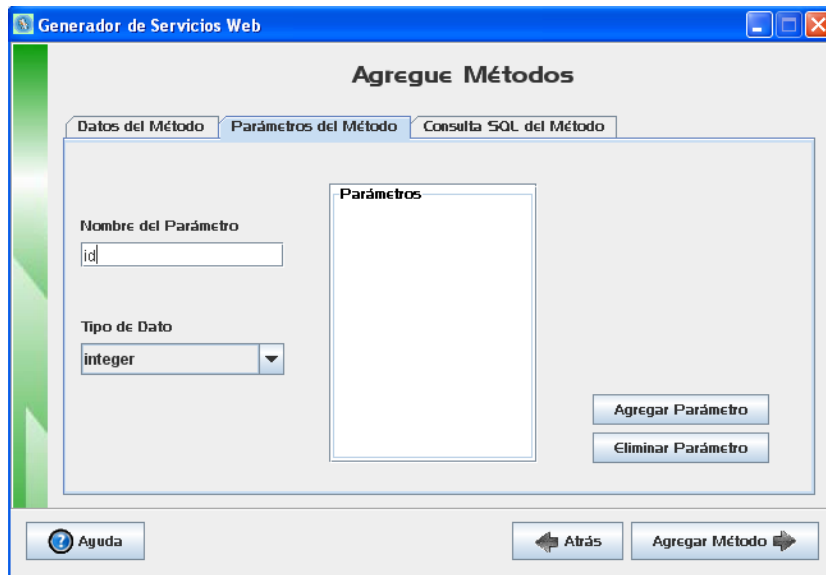 Generador de Servicios Web
Agregue Métodos
Datos del Método
Parámetros del Método
Consulta SQL del Método
Parámetros
Nombre del Parámetro
id
Tipo de Dato
integer
Agregar Parámetro
Eliminar Parámetro
Ayuda
Atrás
Agregar Método